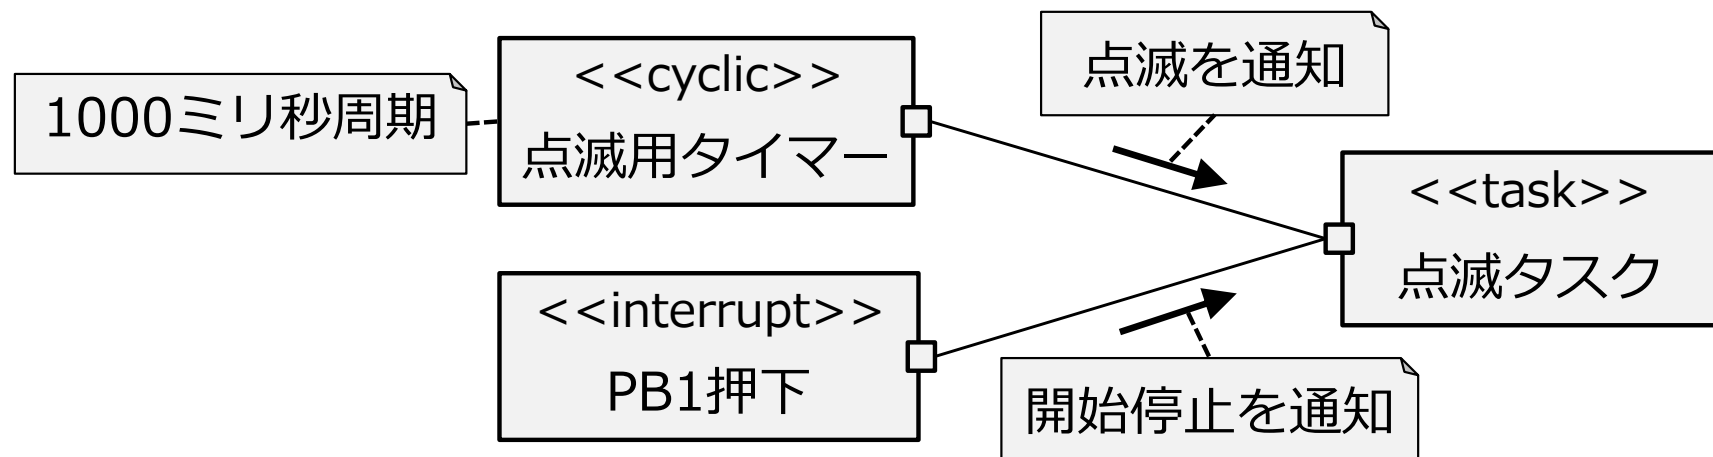 1000ミリ秒周期
<<cyclic>>
点滅用タイマー
点滅を通知
<<task>>
点滅タスク
<<interrupt>>
PB1押下
開始停止を通知